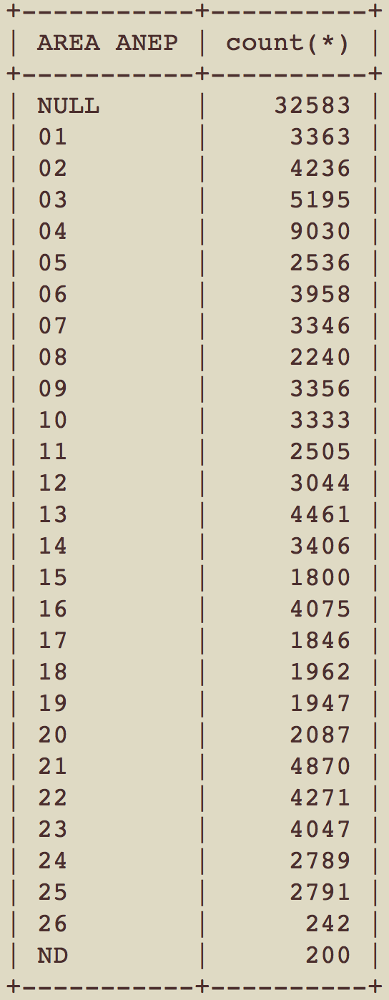 +-----------+----------+
| AREA ANEP | count(*) |
+-----------+----------+
| NULL      |    32583 |
| 01        |     3363 |
| 02        |     4236 |
| 03        |     5195 |
| 04        |     9030 |
| 05        |     2536 |
| 06        |     3958 |
| 07        |     3346 |
| 08        |     2240 |
| 09        |     3356 |
| 10        |     3333 |
| 11        |     2505 |
| 12        |     3044 |
| 13        |     4461 |
| 14        |     3406 |
| 15        |     1800 |
| 16        |     4075 |
| 17        |     1846 |
| 18        |     1962 |
| 19        |     1947 |
| 20        |     2087 |
| 21        |     4870 |
| 22        |     4271 |
| 23        |     4047 |
| 24        |     2789 |
| 25        |     2791 |
| 26        |      242 |
| ND        |      200 |
+-----------+----------+